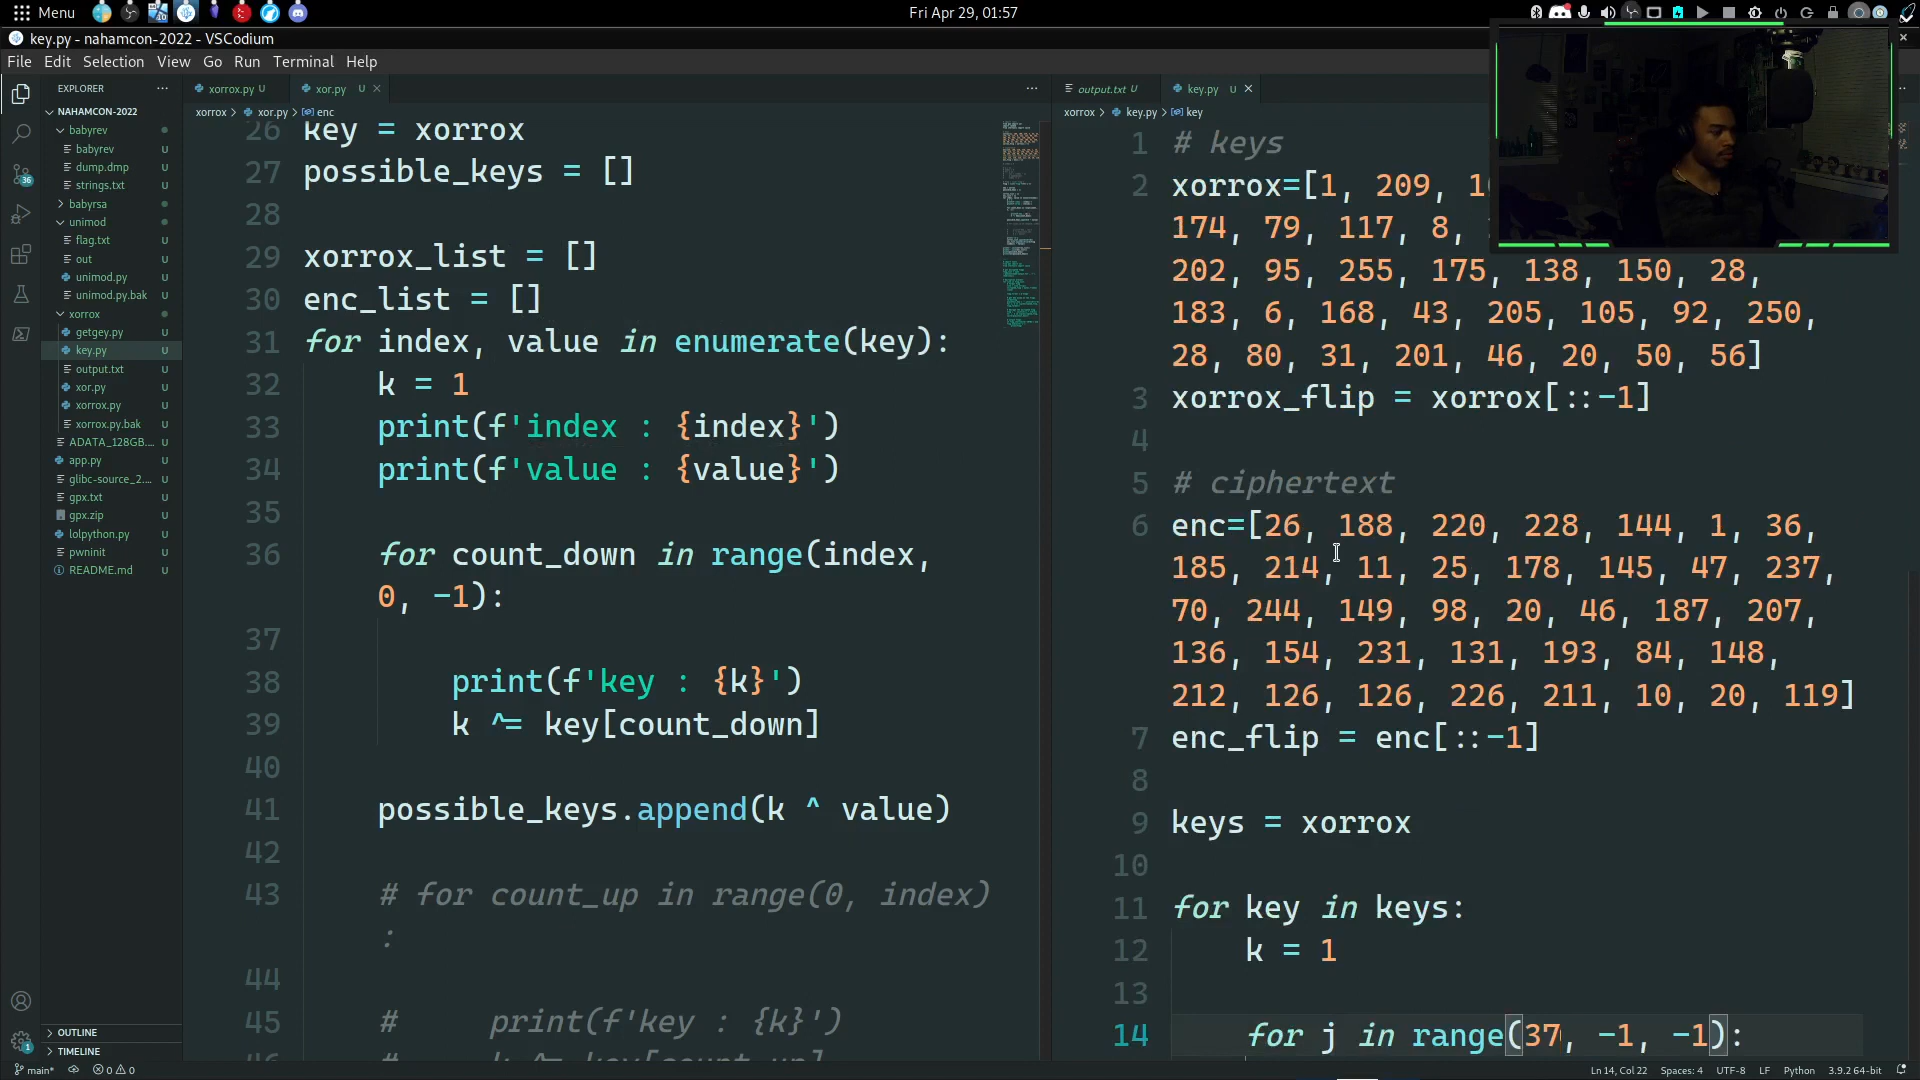 Menu
Fri Apr 29, 01:57
key.py - nahamcon-2022 - VSCodium
File Edit Selection View Go Run Terminal Help
EXPLORER
NAHAMCON-2022
babyrev
babyrev U
dump.dmp U
strings.txt U
babyrsa
unimod
flag.txt U
out U
unimod.py U
unimod.py.bak U
xorrox
getgey.py U
key.py U
output.txt U
xor.py U
xorrox.py U
xorrox.py.bak U
ADATA_128GB.... U
app.py U
glibc-source_2.... U
gpx.txt U
gpx.zip U
lolpython.py U
pwninit U
README.md U
OUTLINE
TIMELINE
36
1
xorrox.py U
xor.py U
xorrox > xor.py > enc
26 key = xorrox
27 possible_keys = []
28
29 xorrox_list = []
30 enc_list = []
31 for index, value in enumerate(key):
32 k = 1
33 print(f'index : {index}')
34 print(f'value : {value}')
35
36 for count_down in range(index,
0, -1):
37
38 print(f'key : {k}')
39 k ^= key[count_down]
40
41 possible_keys.append(k ^ value)
42
43 # for count_up in range(0, index)
:
44
45 # print(f'key : {k}')
output.txt U
key.py U
xorrox > key.py > key
1 # keys
2 xorrox=[1, 209,
174, 79, 117, 8,
202, 95, 255, 175, 138, 150, 28,
183, 6, 168, 43, 205, 105, 92, 250,
28, 80, 31, 201, 46, 20, 50, 56]
3 xorrox_flip = xorrox[::-1]
4
5 # ciphertext
6 enc=[26, 188, 220, 228, 144, 1, 36,
185, 214, 11, 25, 178, 145, 47, 237,
70, 244, 149, 98, 20, 46, 187, 207,
136, 154, 231, 131, 193, 84, 148,
212, 126, 126, 226, 211, 10, 20, 119]
7 enc_flip = enc[::-1]
8
9 keys = xorrox
10
11 for key in keys:
12 k = 1
13
14 for j in range(37, -1, -1):
main* 0 0
Ln 14, Col 22 Spaces: 4 UTF-8 LF Python 3.9.2 64-bit